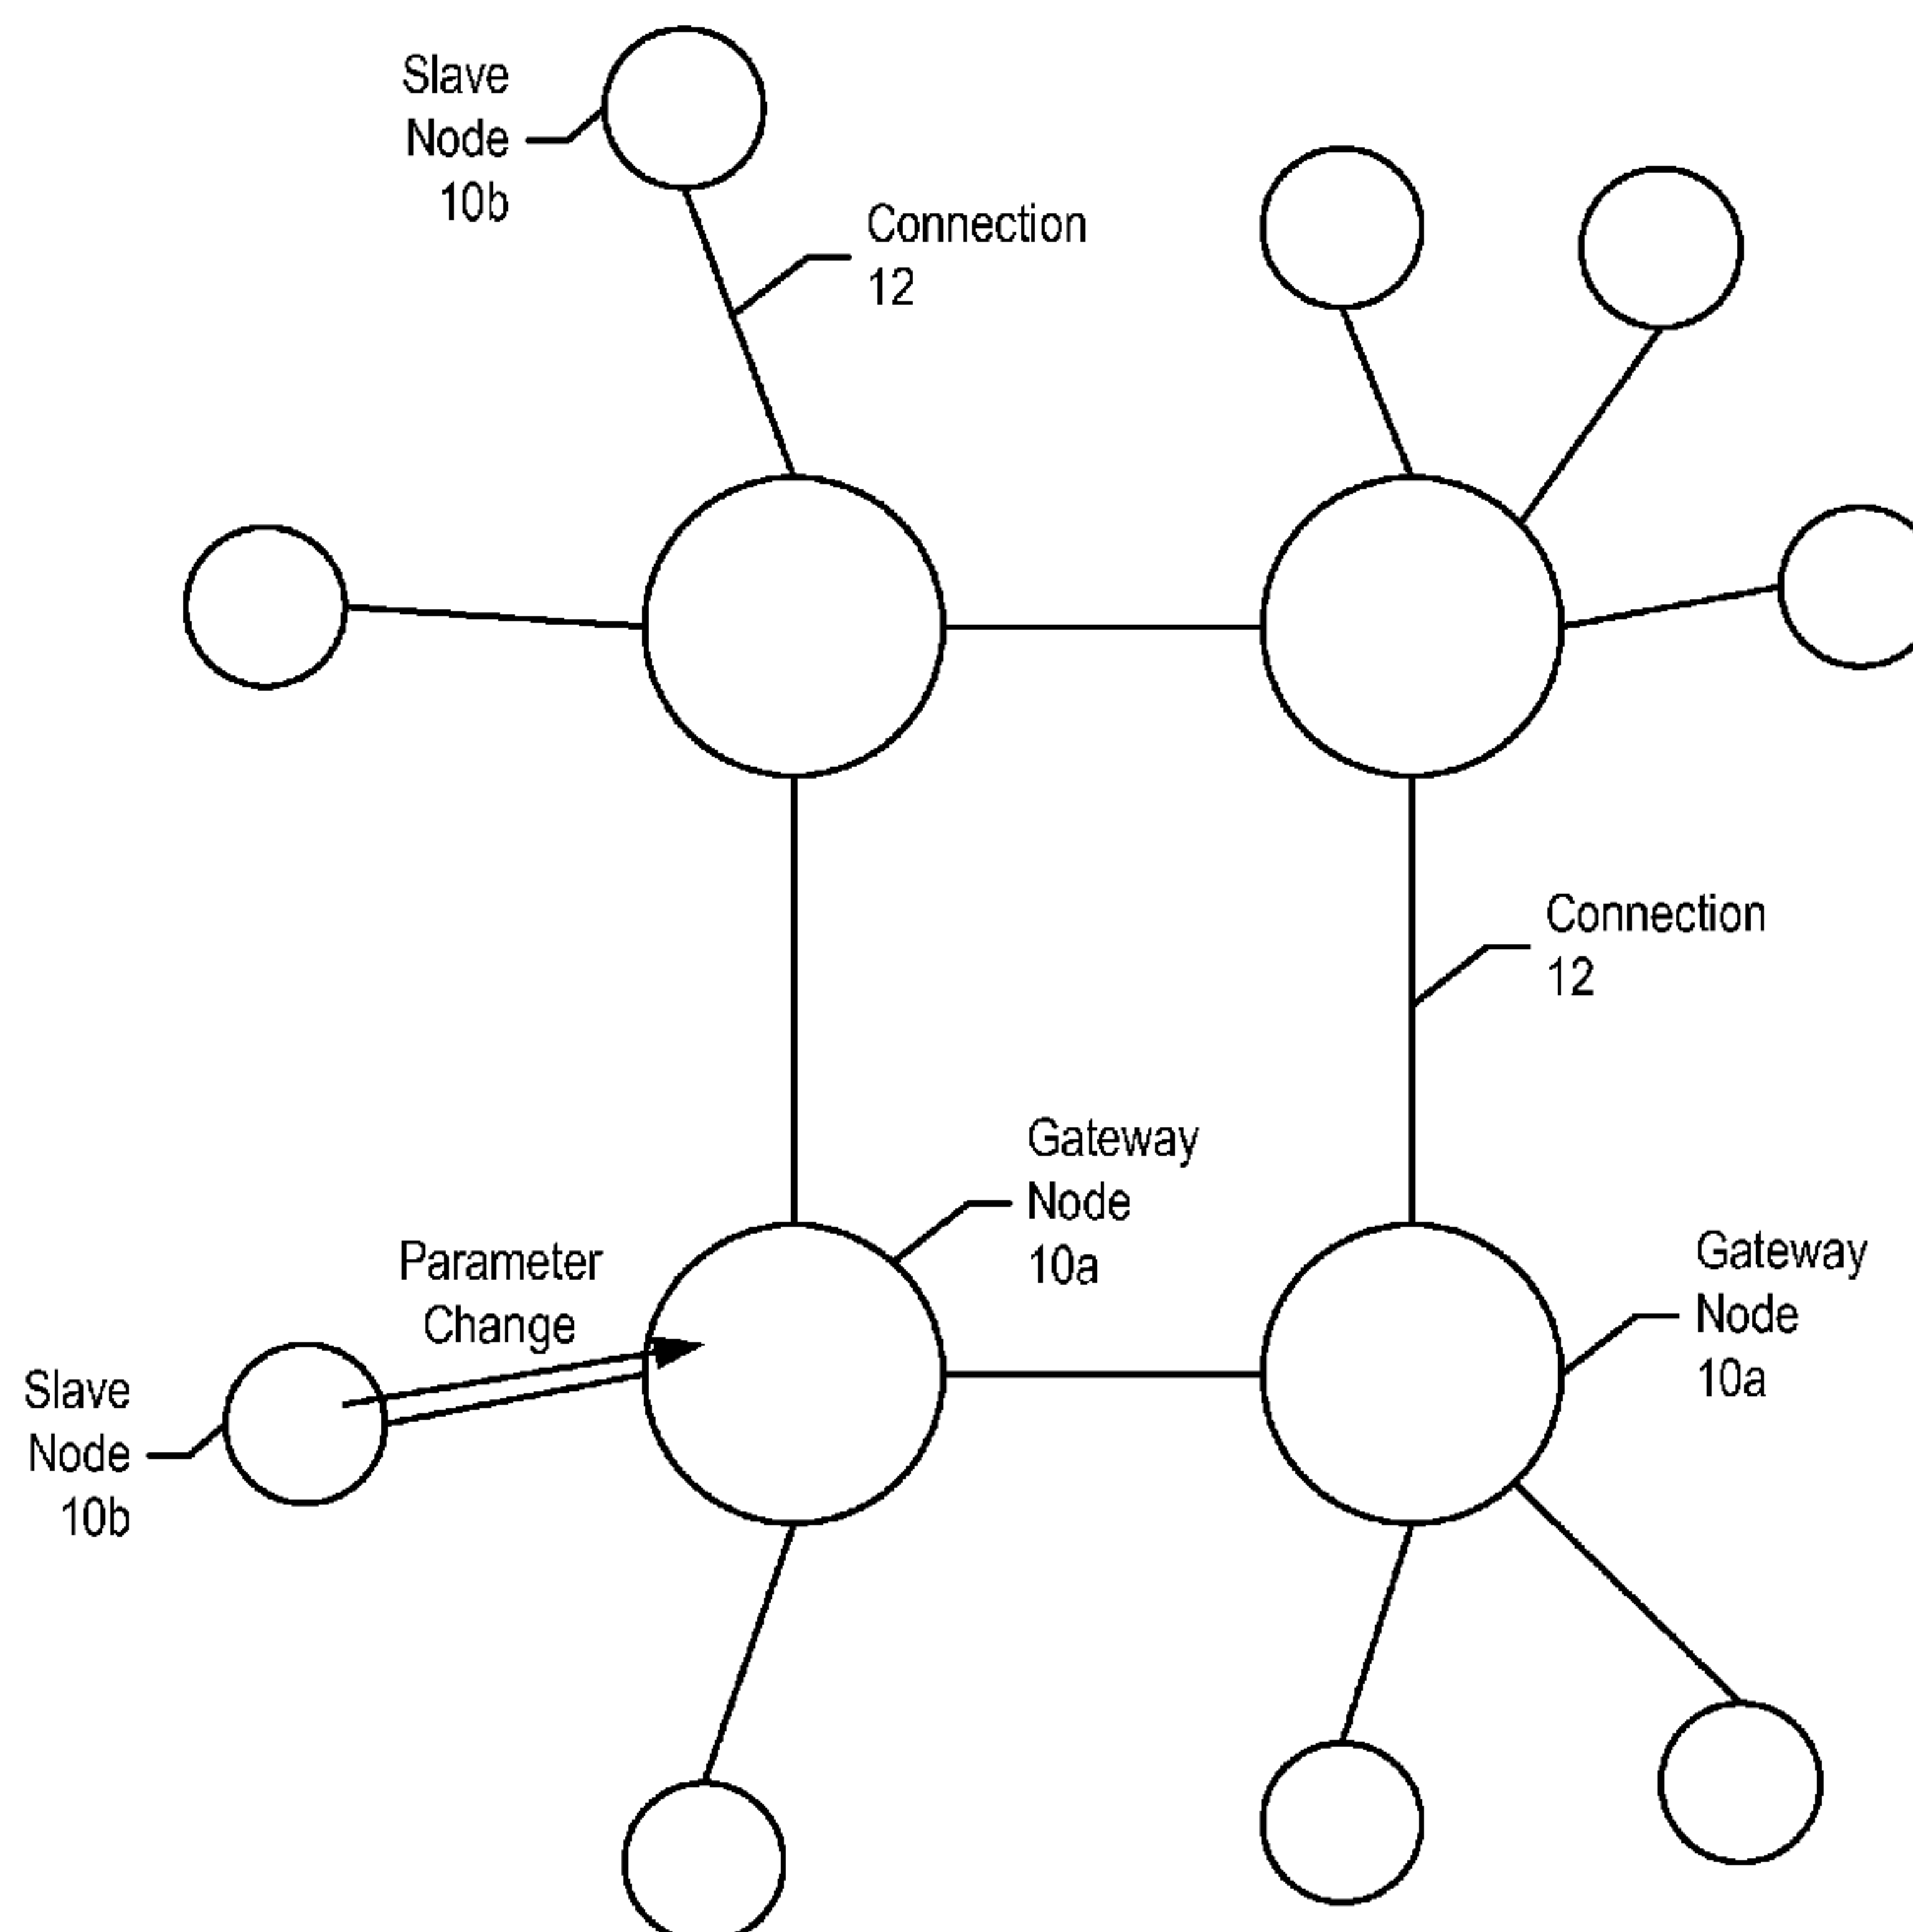 Slave
Node
10b
Connection
12
Connection
12
Gateway
Node
10a
Parameter
Change
Gateway
Node
10a
Slave
Node
10b